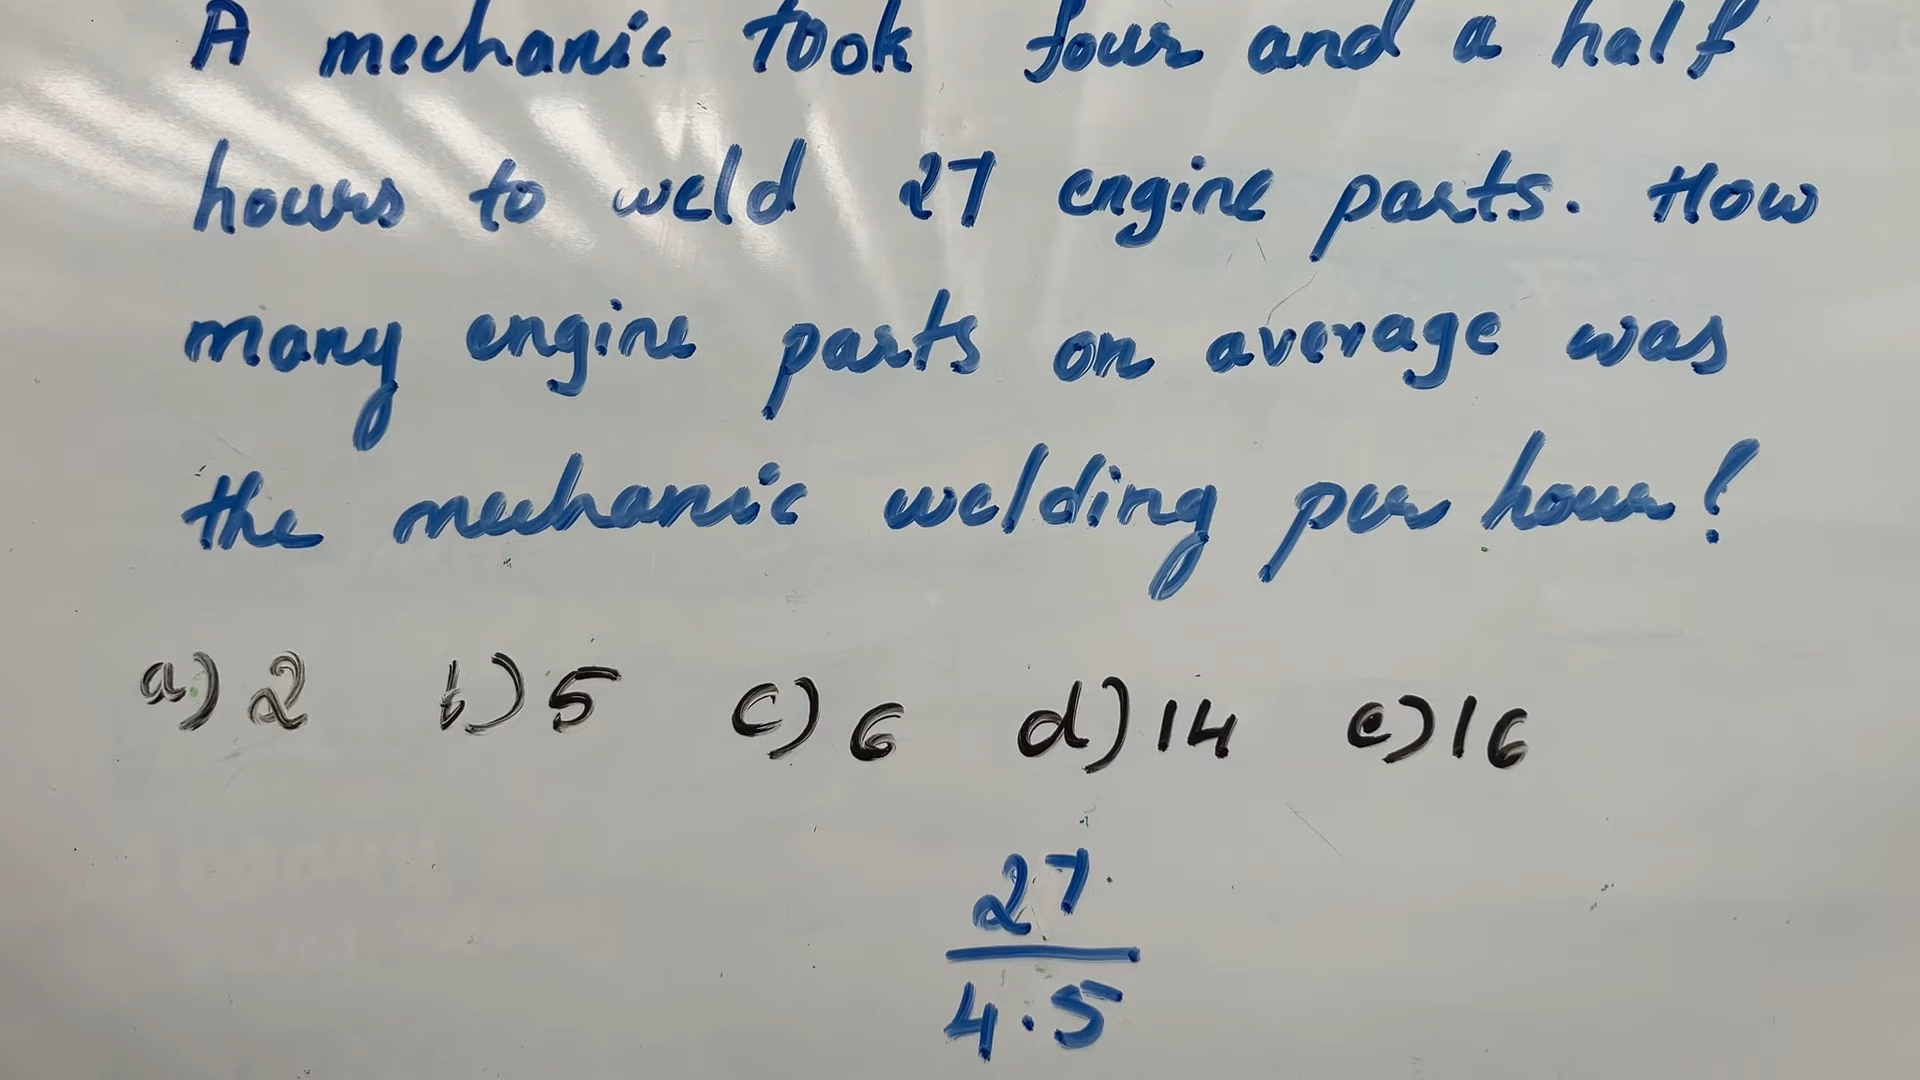 A mechanic took four and a half
hours to weld 27 engine parts. How
many engine parts on average was
the mechanic welding per hour?
a) 2 b) 5 c) 6 d) 14 e) 16
27
4.5